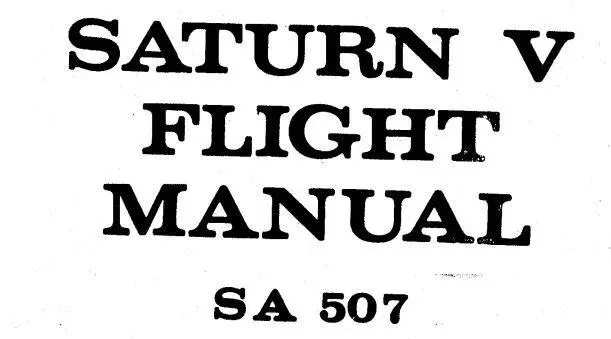 SATURN V
FLIGHT
MANUAL
SA 507